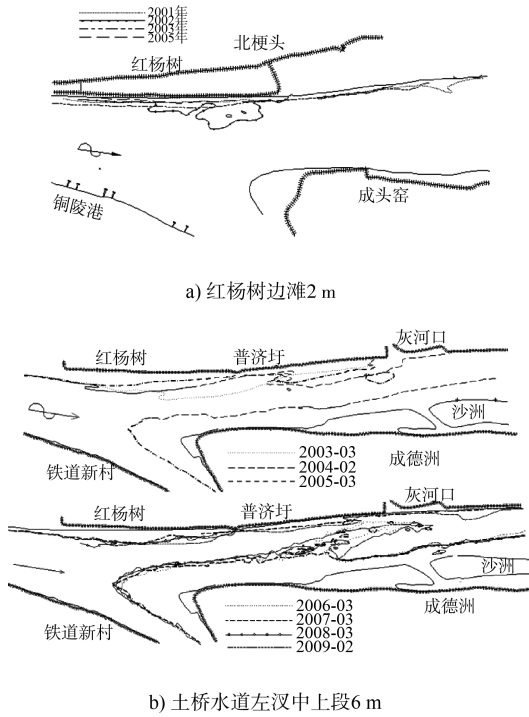 2001年
2002年
2003年
2005年
北梗头
红杨树
铜陵港
成头窑
a) 红杨树边滩2 m
灰河口
红杨树
普济圩
沙洲
铁道新村
成德洲
2003-03
2004-02
2005-03
灰河口
红杨树
普济圩
沙洲
铁道新村
成德洲
2006-03
2007-03
2008-03
2009-02
b) 土桥水道左汊中上段6 m